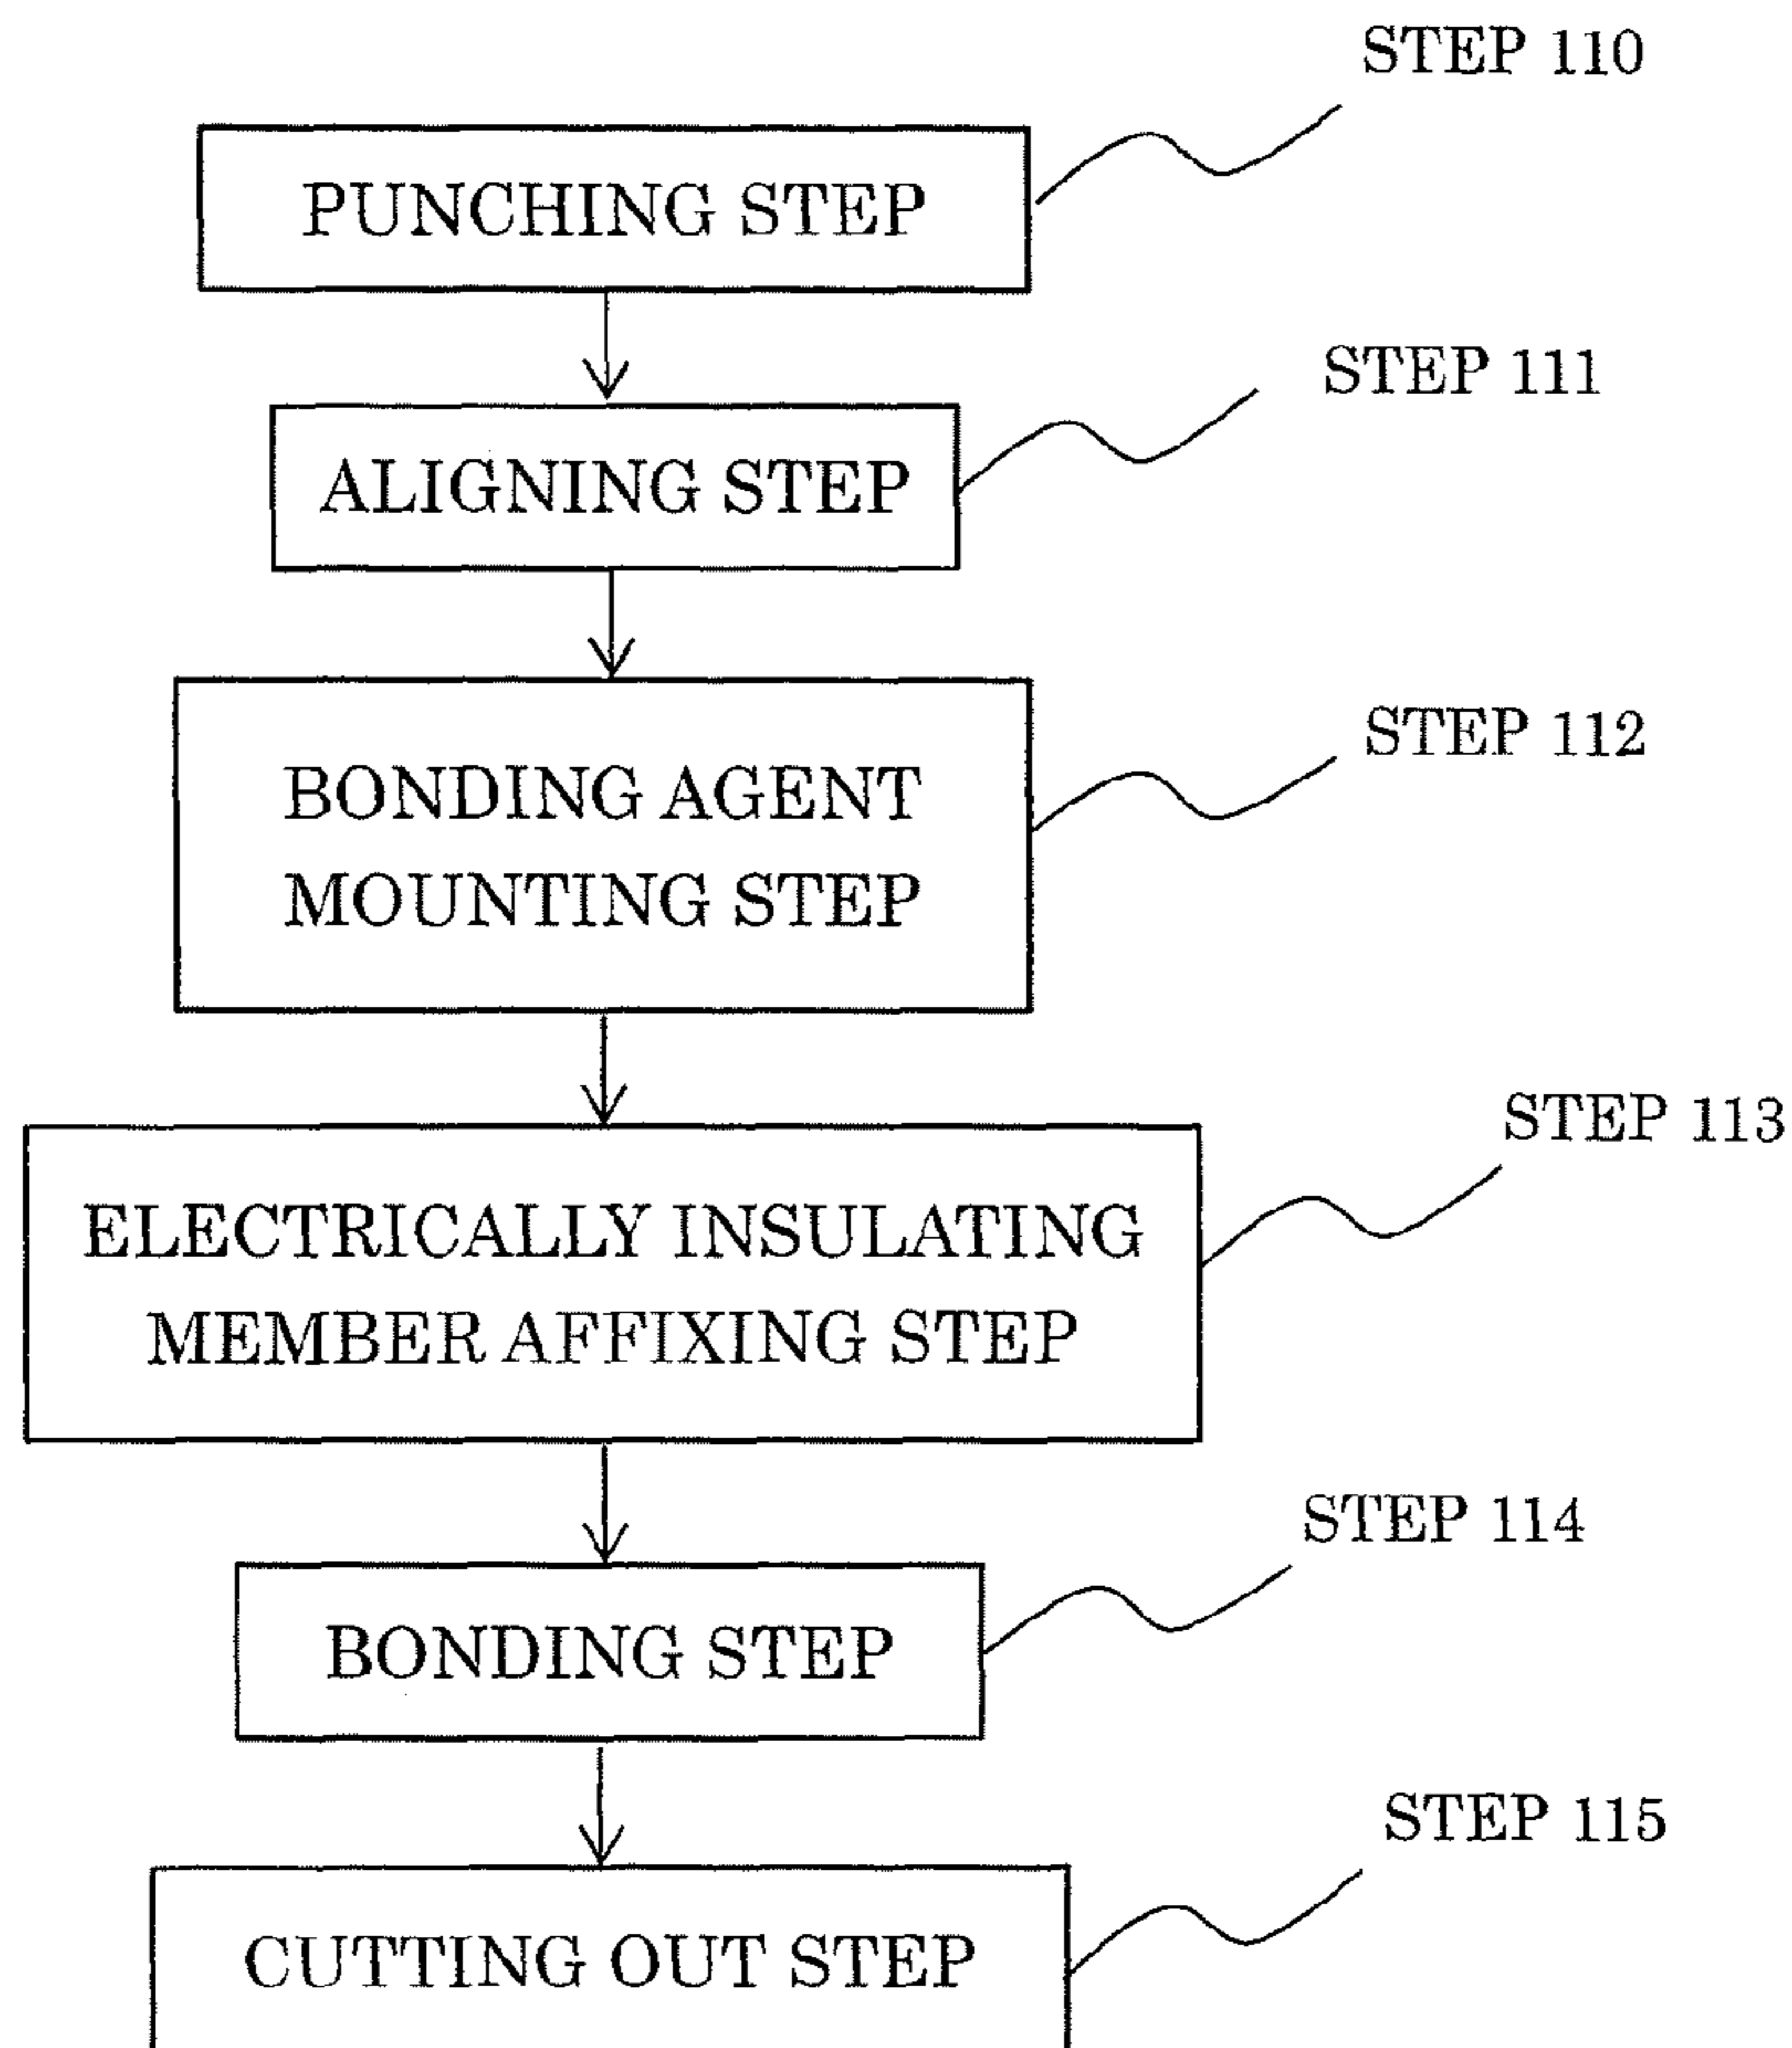 STEP 110
PUNCHING STEP
STEP 111
ALIGNING STEP
STEP 112
BONDING AGENT
MOUNTING STEP
STEP 113
ELECTRICALLY INSULATING
MEMBER AFFIXING STEP
STEP 114
BONDING STEP
STEP 115
CUTTING OUT STEP